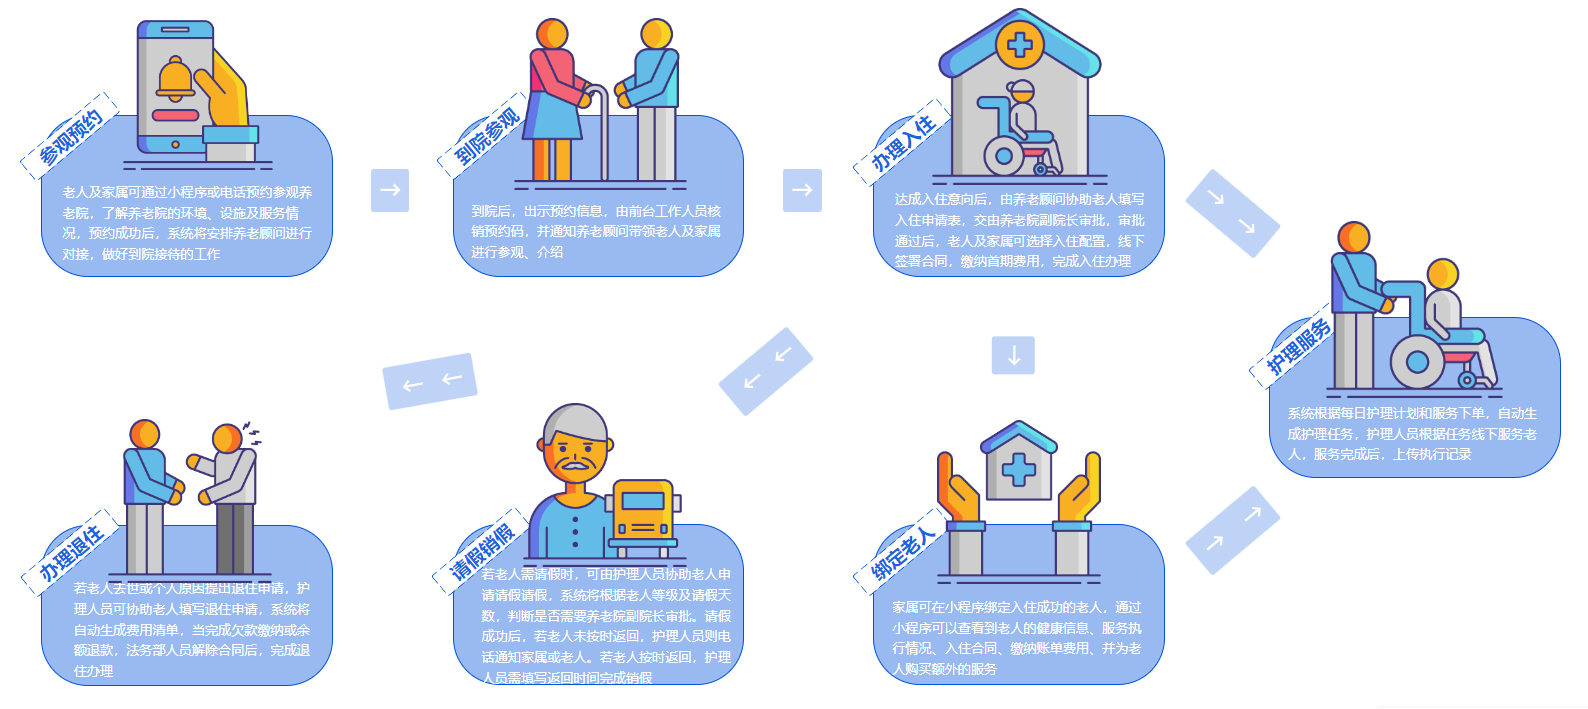 参观预约
老人及家属可通过小程序或电话预约参观养
老院，了解养老院的环境、设施及服务情
况，预约成功后，系统将安排养老顾问进行
对接，做好到院接待的工作
到院参观
到院后，出示预约信息，由前台工作人员核
销预约码，并通知养老顾问带领老人及家属
进行参观、介绍
办理入住
达成入住意向后，由养老顾问协助老人填写
入住申请表，交由养老院副院长审批，审批
通过后，老人及家属可选择入住配置，线下
签署合同，缴纳首期费用，完成入住办理
护理服务
系统根据每日护理计划和服务下单，自动生
成护理任务，护理人员根据任务线下服务老
人，服务完成后，上传执行记录
绑定老人
家属可在小程序绑定入住成功的老人，通过
小程序可以查看到老人的健康信息、服务执
行情况、入住合同、缴纳账单费用、并为老
人购买额外的服务
请假销假
若老人需请假时，可由护理人员协助老人申
请请假请假，系统将根据老人等级及请假天
数，判断是否需要养老院副院长审批。请假
成功后，若老人未按时返回，护理人员则电
话通知家属或老人。若老人按时返回，护理
人员需填写返回时间完成销假
办理退住
若老人去世或个人原因提出退住申请，护
理人员可协助老人填写退住申请，系统将
自动生成费用清单，当完成欠款缴纳或余
额退款，法务部人员解除合同后，完成退
住办理